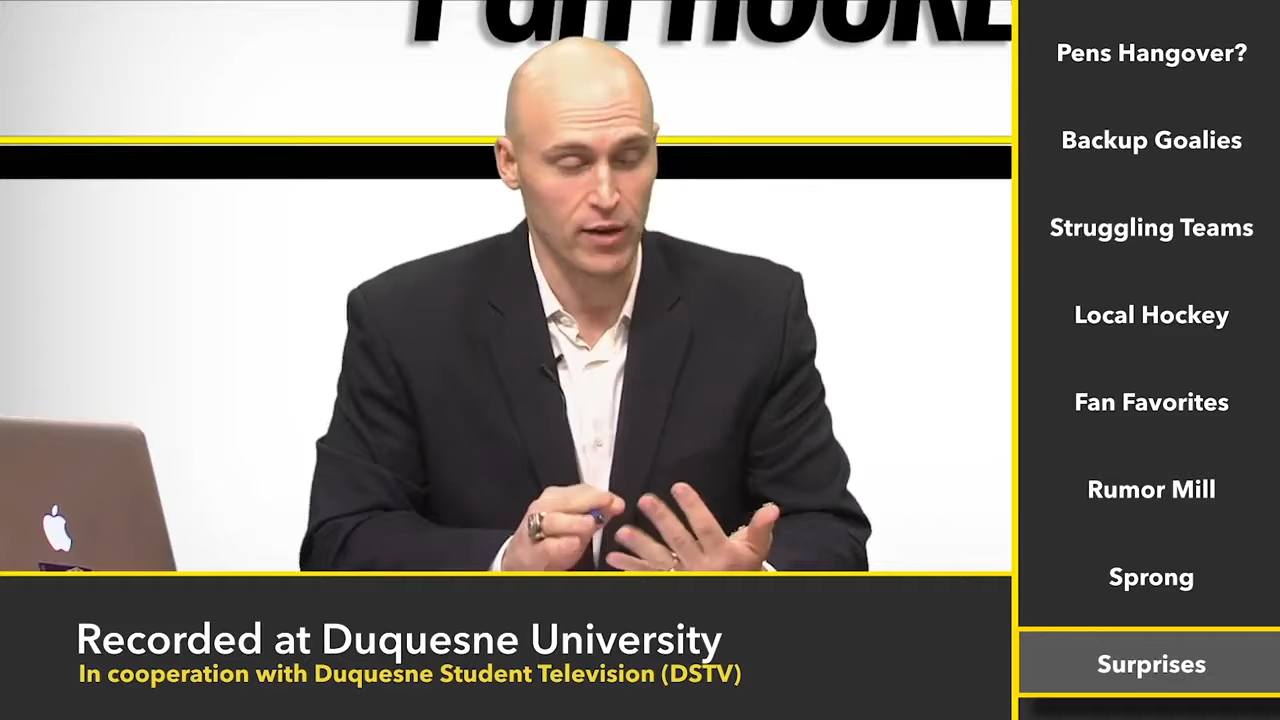 Pens Hangover?
Backup Goalies
Struggling Teams
Local Hockey
Fan Favorites
Rumor Mill
Sprong
Surprises
Recorded at Duquesne University
In cooperation with Duquesne Student Television (DSTV)